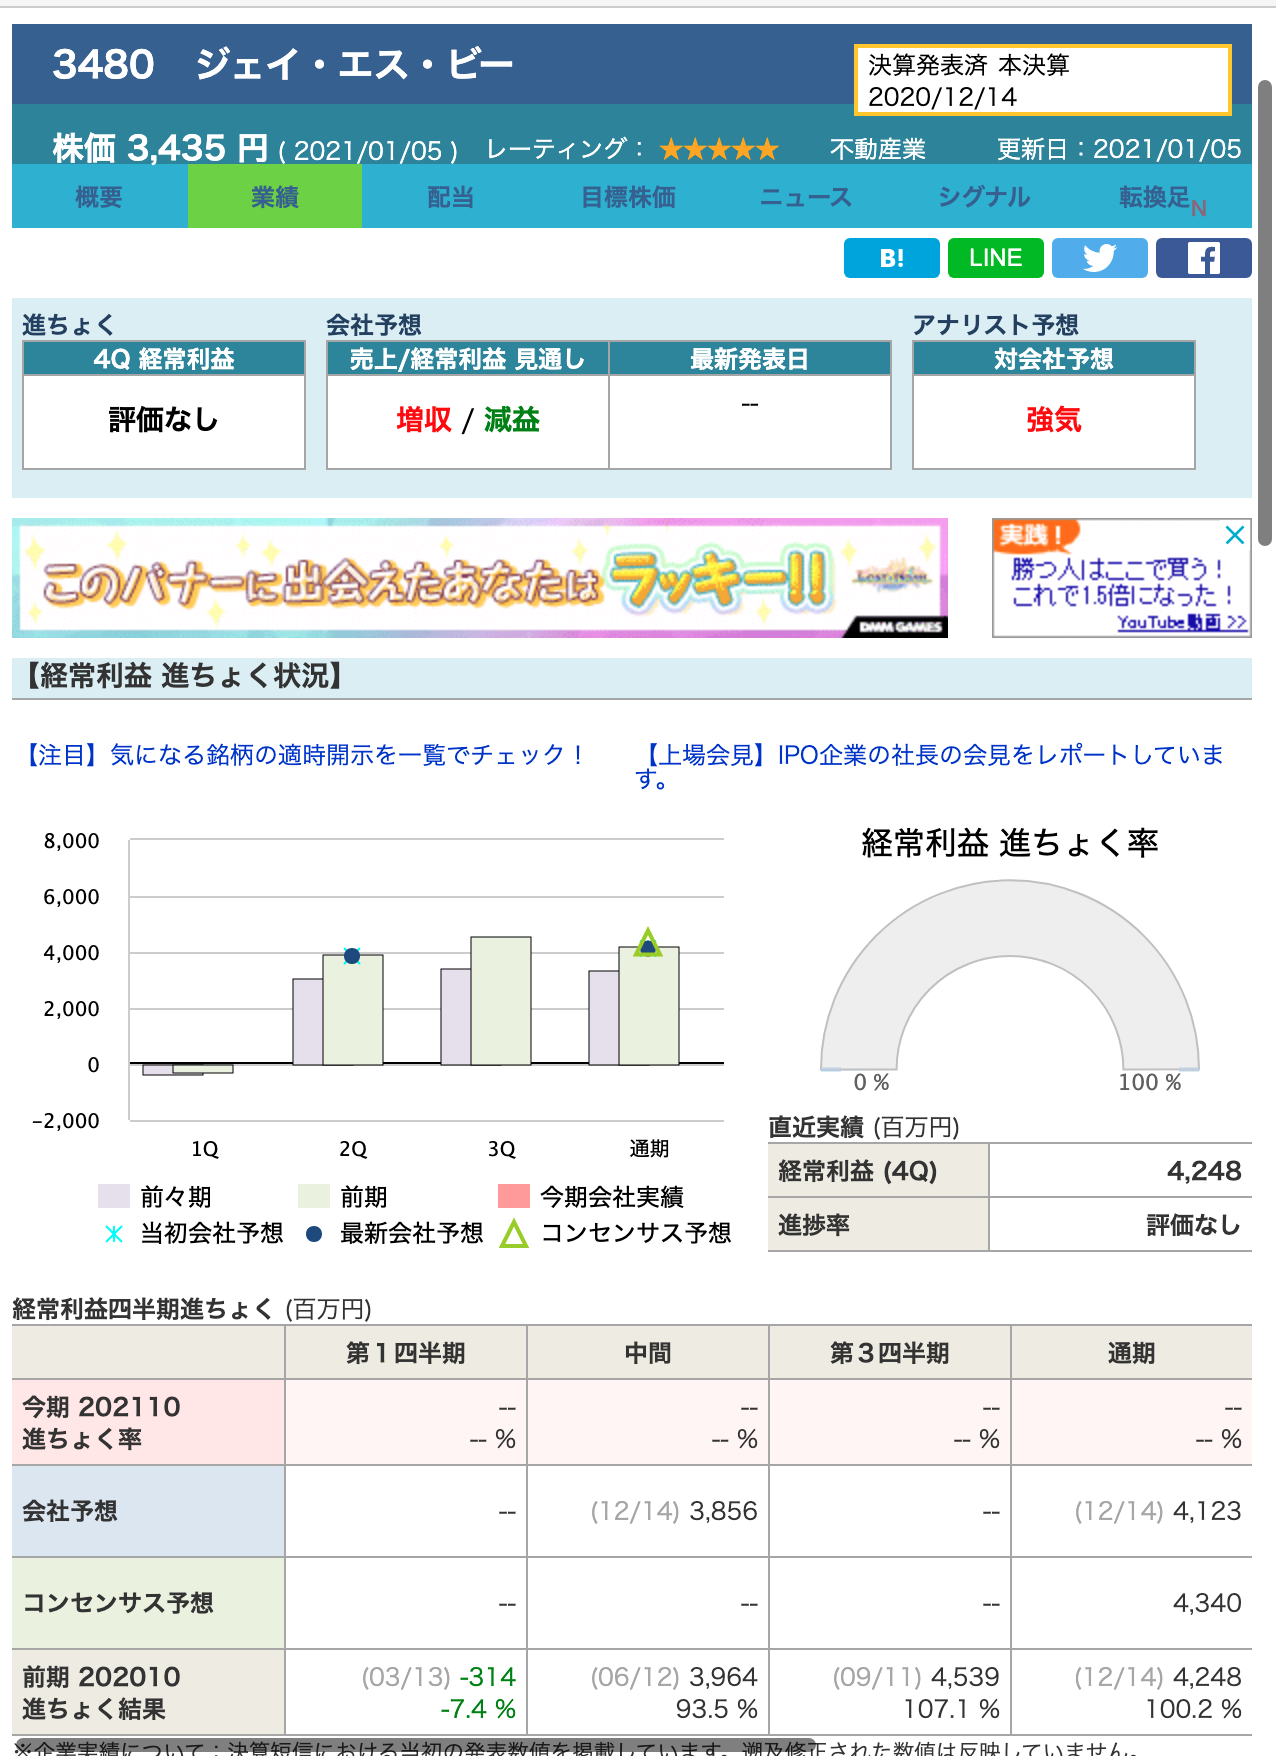 3480 ジェイ・エス・ビー
決算発表済 本決算
2020/12/14
株価 3,435 円 ( 2021/01/05 ) レーティング： ★★★★★ 不動産業 更新日：2021/01/05
概要 業績 配当 目標株価 ニュース シグナル 転換足N
B! LINE
進ちょく 会社予想 アナリスト予想
4Q 経常利益 売上/経常利益 見通し 最新発表日 対会社予想
評価なし 増収 / 減益 -- 強気
このバナーに出会えたあなたはラッキー!!
DMM GAMES
実践！
勝つ人はここで買う！
これで1.5倍になった！
YouTube動画 >>
【経常利益 進ちょく状況】
【注目】気になる銘柄の適時開示を一覧でチェック！
【上場会見】IPO企業の社長の会見をレポートしていま
す。
8,000
6,000
4,000
2,000
0
-2,000
1Q 2Q 3Q 通期
前々期 前期 今期会社実績
当初会社予想 最新会社予想 コンセンサス予想
経常利益 進ちょく率
0 % 100 %
直近実績 (百万円)
経常利益 (4Q) 4,248
進捗率 評価なし
経常利益四半期進ちょく (百万円)
第１四半期 中間 第３四半期 通期
今期 202110 -- -- -- --
進ちょく率 -- % -- % -- % -- %
会社予想 -- (12/14) 3,856 -- (12/14) 4,123
コンセンサス予想 -- -- -- 4,340
前期 202010 (03/13) -314 (06/12) 3,964 (09/11) 4,539 (12/14) 4,248
進ちょく結果 -7.4 % 93.5 % 107.1 % 100.2 %
※企業実績について：決算短信における当初の発表数値を掲載しています。遡及修正された数値は反映していません。